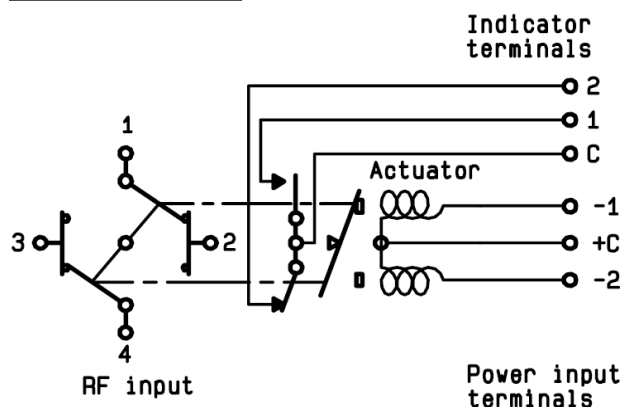 Indicator
terminals
2
1
C
1
Actuator
-1
3
2
+C
-2
4
RF input
Power input
terminals